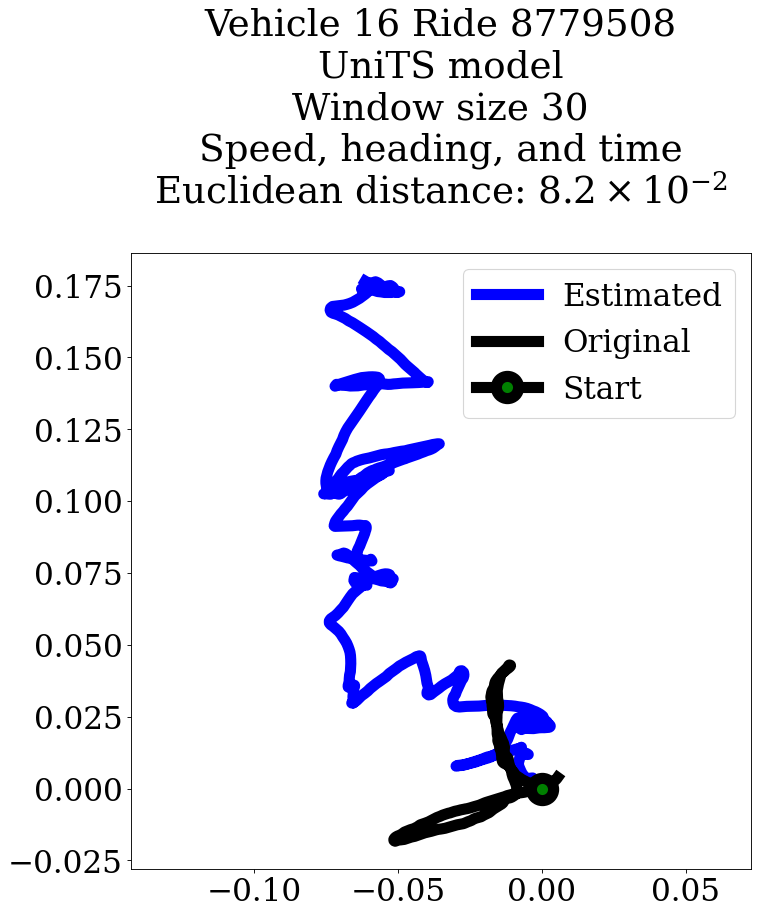 Vehicle 16 Ride 8779508
UniTS model
Window size 30
Speed, heading, and time
Euclidean distance: 8.2 × 10⁻²
Estimated
Original
Start
0.175
0.150
0.125
0.100
0.075
0.050
0.025
0.000
−0.025
−0.10 −0.05 0.00 0.05